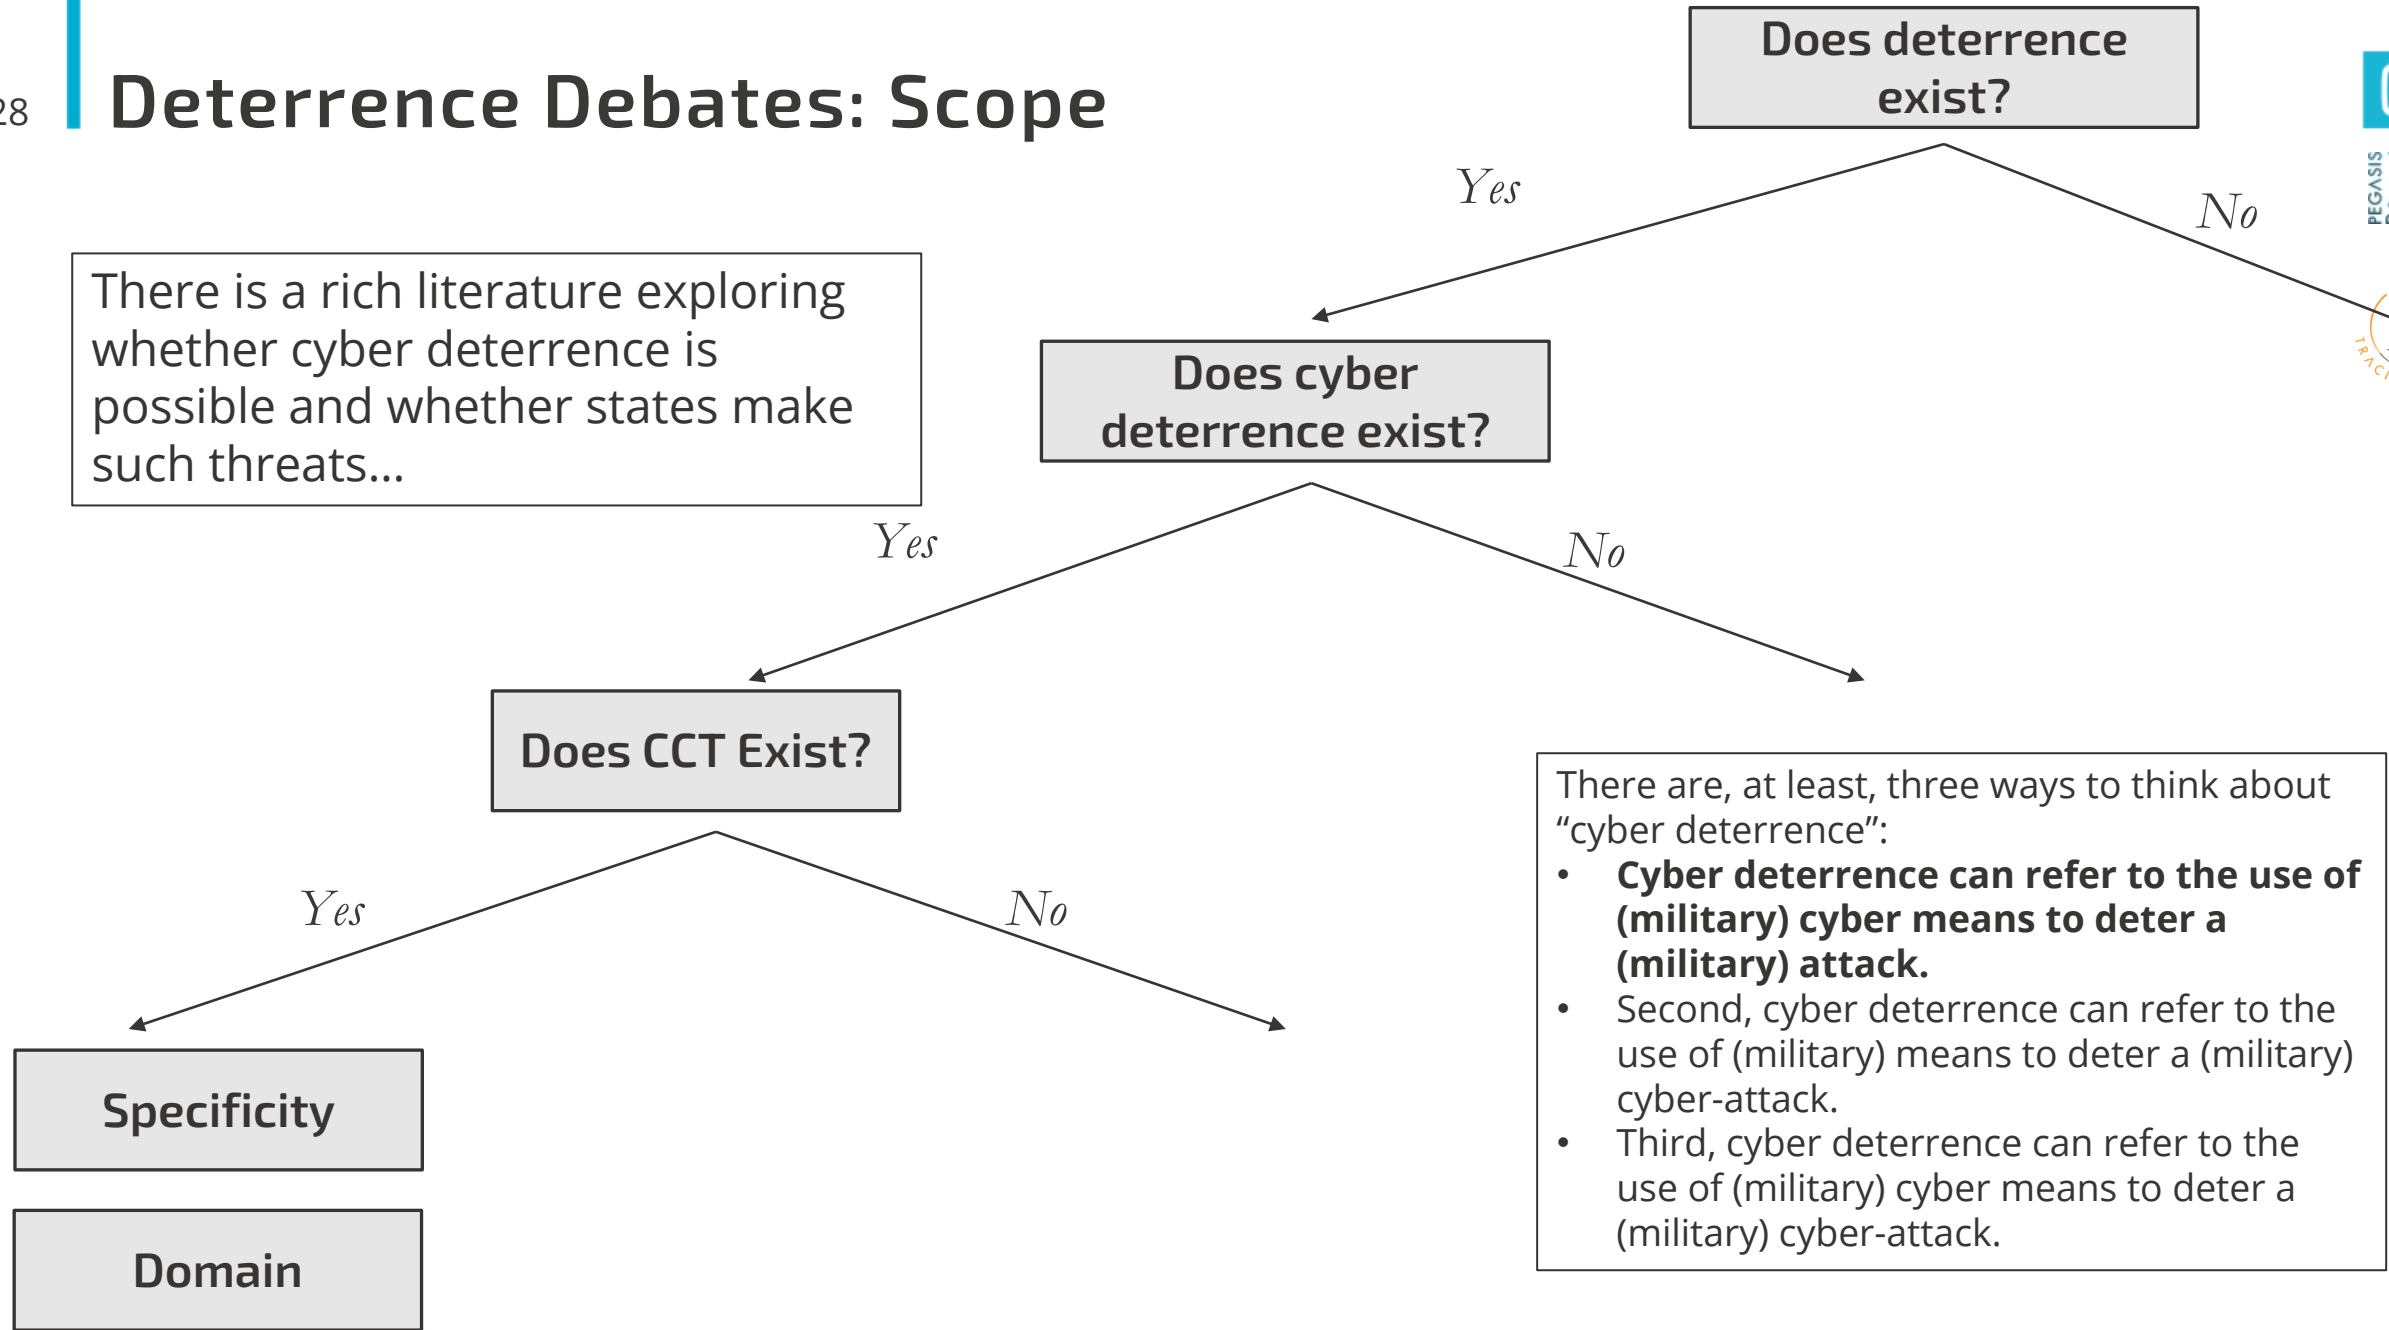 28
Deterrence Debates: Scope
Does deterrence
exist?
Yes
No
PEGASIS
There is a rich literature exploring
whether cyber deterrence is
possible and whether states make
such threats...
Does cyber
deterrence exist?
Yes
No
Does CCT Exist?
Yes
No
Specificity
Domain
There are, at least, three ways to think about
“cyber deterrence”:
• Cyber deterrence can refer to the use of
(military) cyber means to deter a
(military) attack.
• Second, cyber deterrence can refer to the
use of (military) means to deter a (military)
cyber-attack.
• Third, cyber deterrence can refer to the
use of (military) cyber means to deter a
(military) cyber-attack.